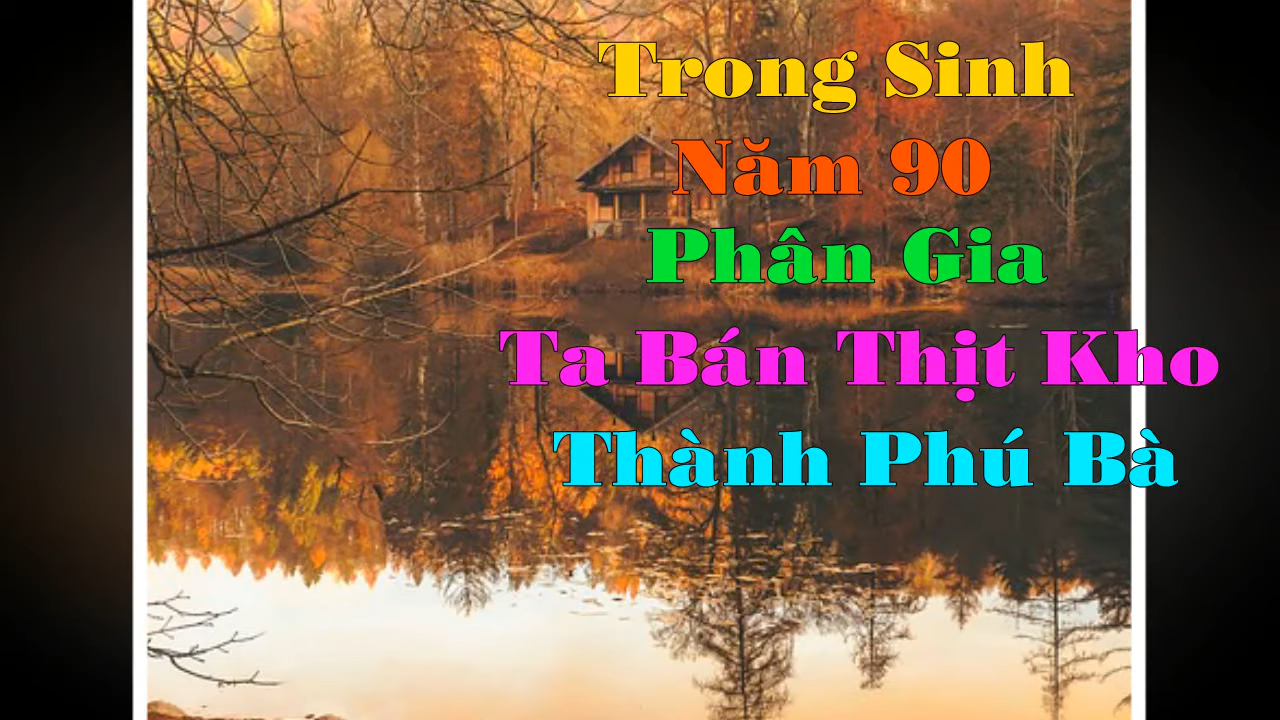 Trong Sinh
Năm 90
Phân Gia
Ta Bán Thịt Kho
Thành Phú Bà